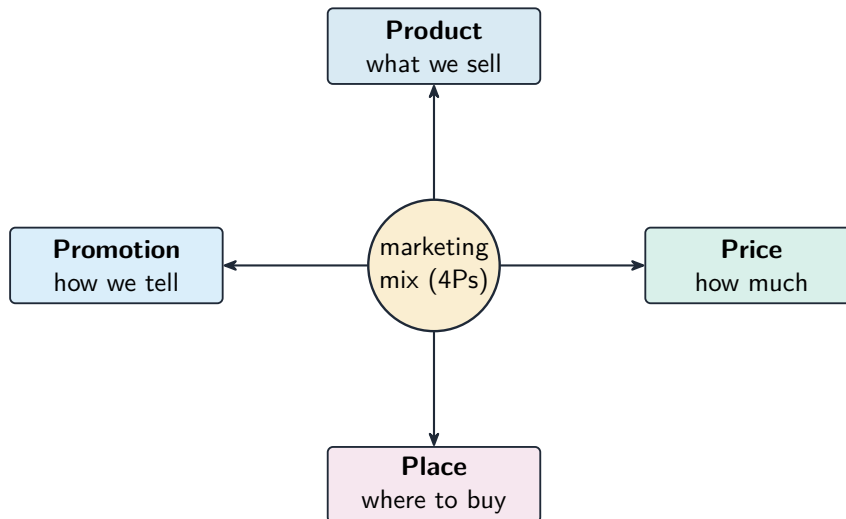 Product
what we sell
Promotion
how we tell
marketing
mix (4Ps)
Price
how much
Place
where to buy